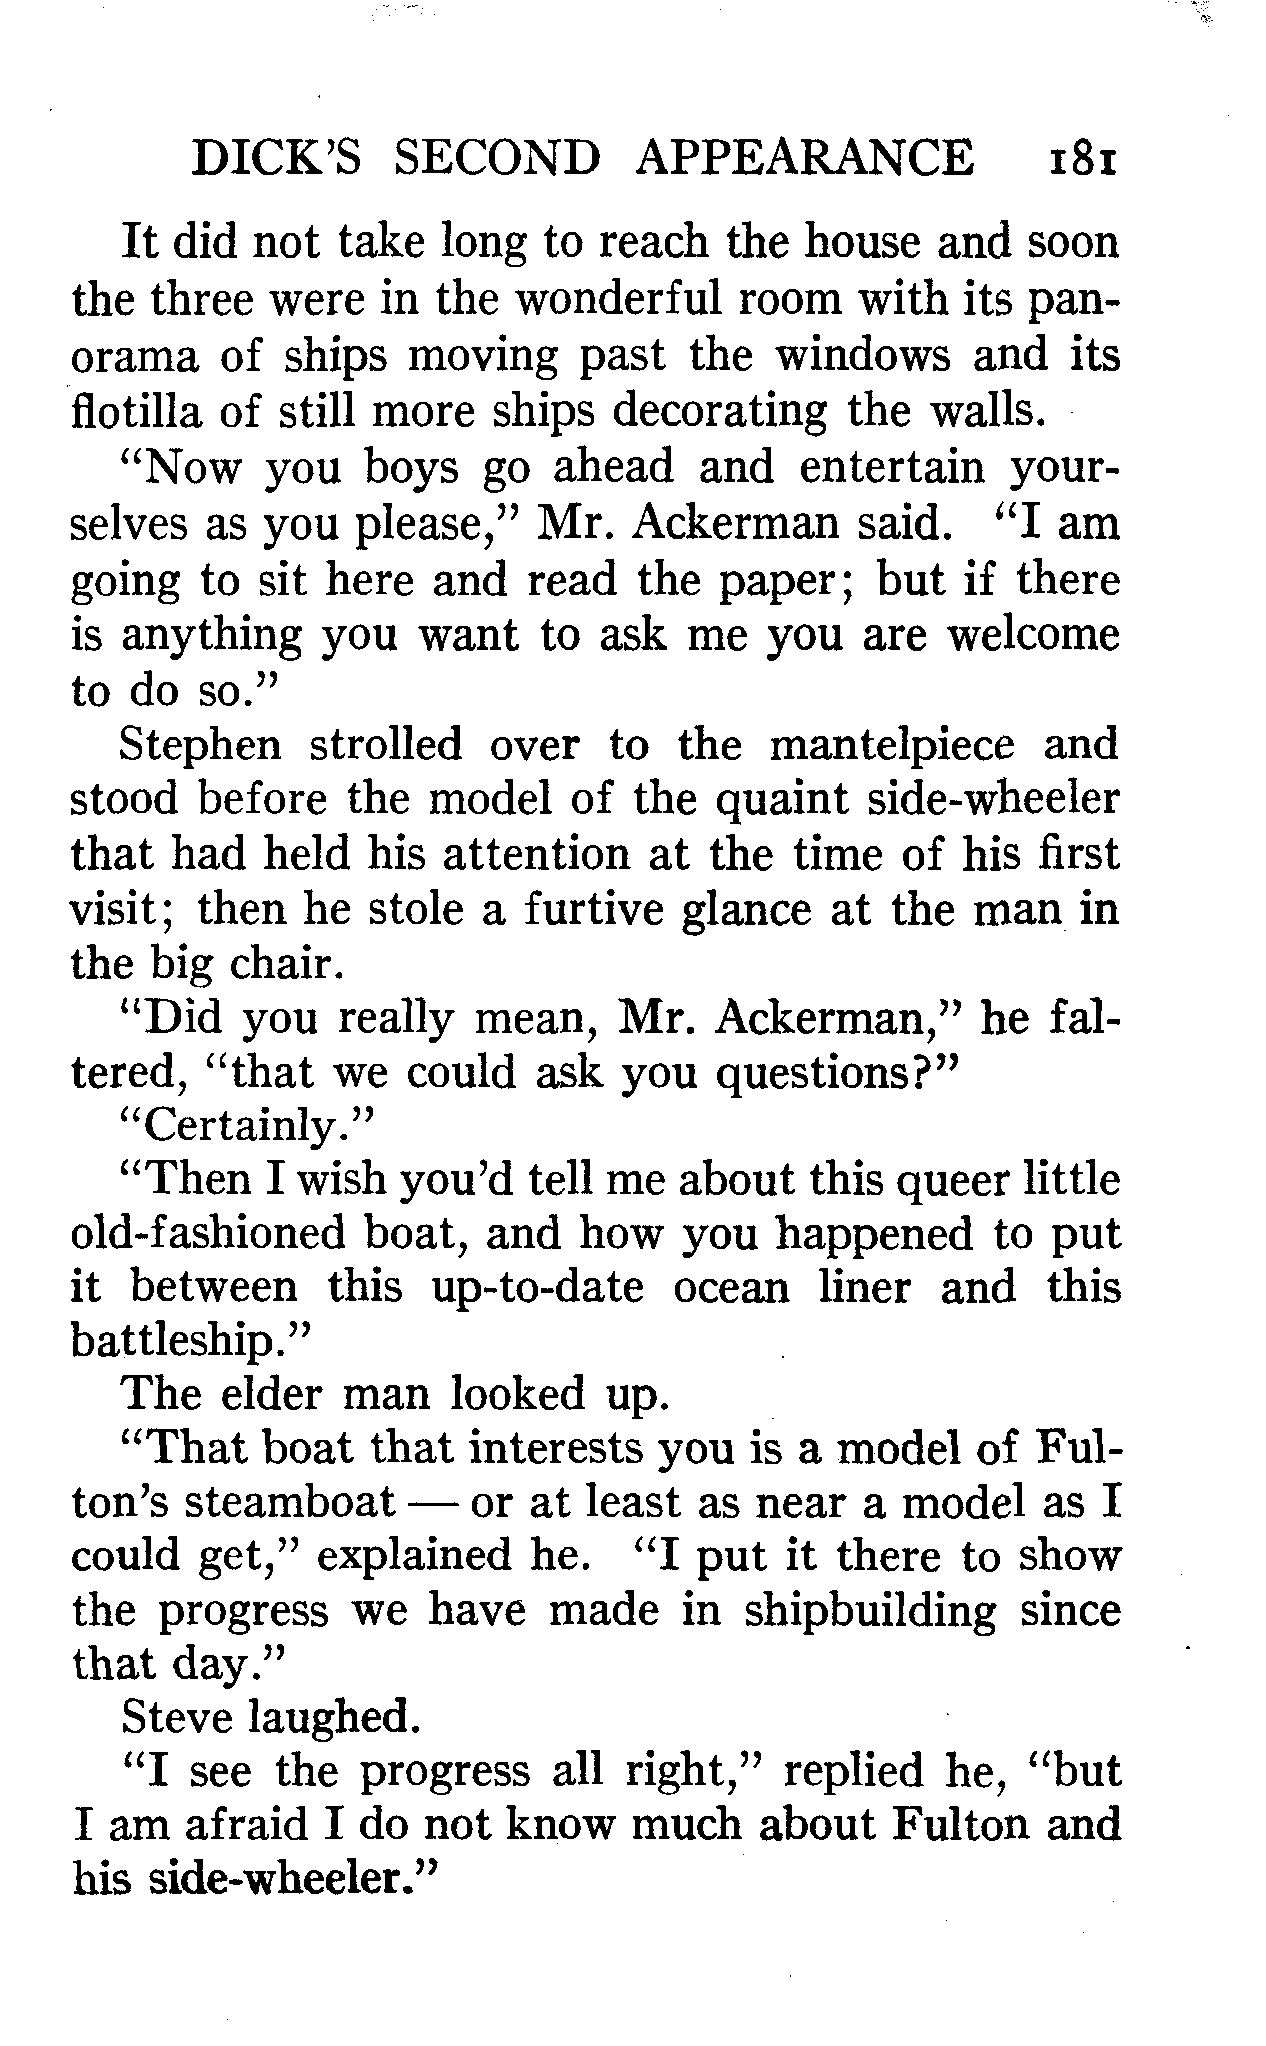 DICK'S SECOND APPEARANCE 181
It did not take long to reach the house and soon
the three were in the wonderful room with its pan-
orama of ships moving past the windows and its
flotilla of still more ships decorating the walls.
“Now you boys go ahead and entertain your-
selves as you please,” Mr. Ackerman said. “I am
going to sit here and read the paper; but if there
is anything you want to ask me you are welcome
to do so.”
Stephen strolled over to the mantelpiece and
stood before the model of the quaint side-wheeler
that had held his attention at the time of his first
visit; then he stole a furtive glance at the man in
the big chair.
“Did you really mean, Mr. Ackerman,” he fal-
tered, “that we could ask you questions?”
“Certainly.”
“Then I wish you'd tell me about this queer little
old-fashioned boat, and how you happened to put
it between this up-to-date ocean liner and this
battleship.”
The elder man looked up.
“That boat that interests you is a model of Ful-
ton's steamboat — or at least as near a model as I
could get,” explained he. “I put it there to show
the progress we have made in shipbuilding since
that day.”
Steve laughed.
“I see the progress all right,” replied he, “but
I am afraid I do not know much about Fulton and
his side-wheeler.”